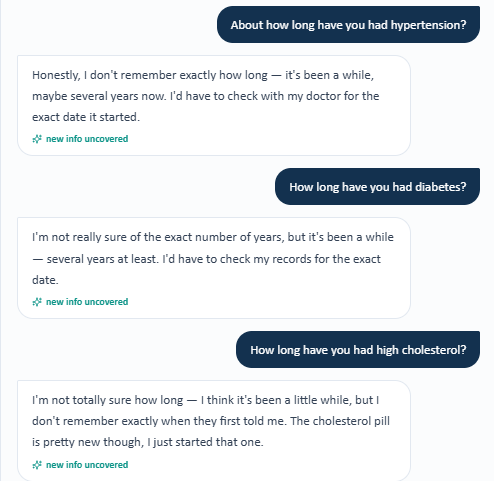 About how long have you had hypertension?
Honestly, I don't remember exactly how long — it's been a while,
maybe several years now. I'd have to check with my doctor for the
exact date it started.
new info uncovered
How long have you had diabetes?
I'm not really sure of the exact number of years, but it's been a while
— several years at least. I'd have to check my records for the exact
date.
new info uncovered
How long have you had high cholesterol?
I'm not totally sure how long — I think it's been a little while, but I
don't remember exactly when they first told me. The cholesterol pill
is pretty new though, I just started that one.
new info uncovered